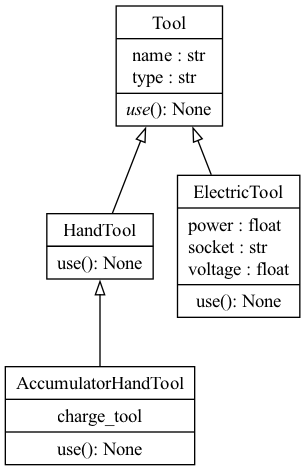 Tool
name : str
type : str
use(): None
HandTool
use(): None
ElectricTool
power : float
socket : str
voltage : float
use(): None
AccumulatorHandTool
charge_tool
use(): None